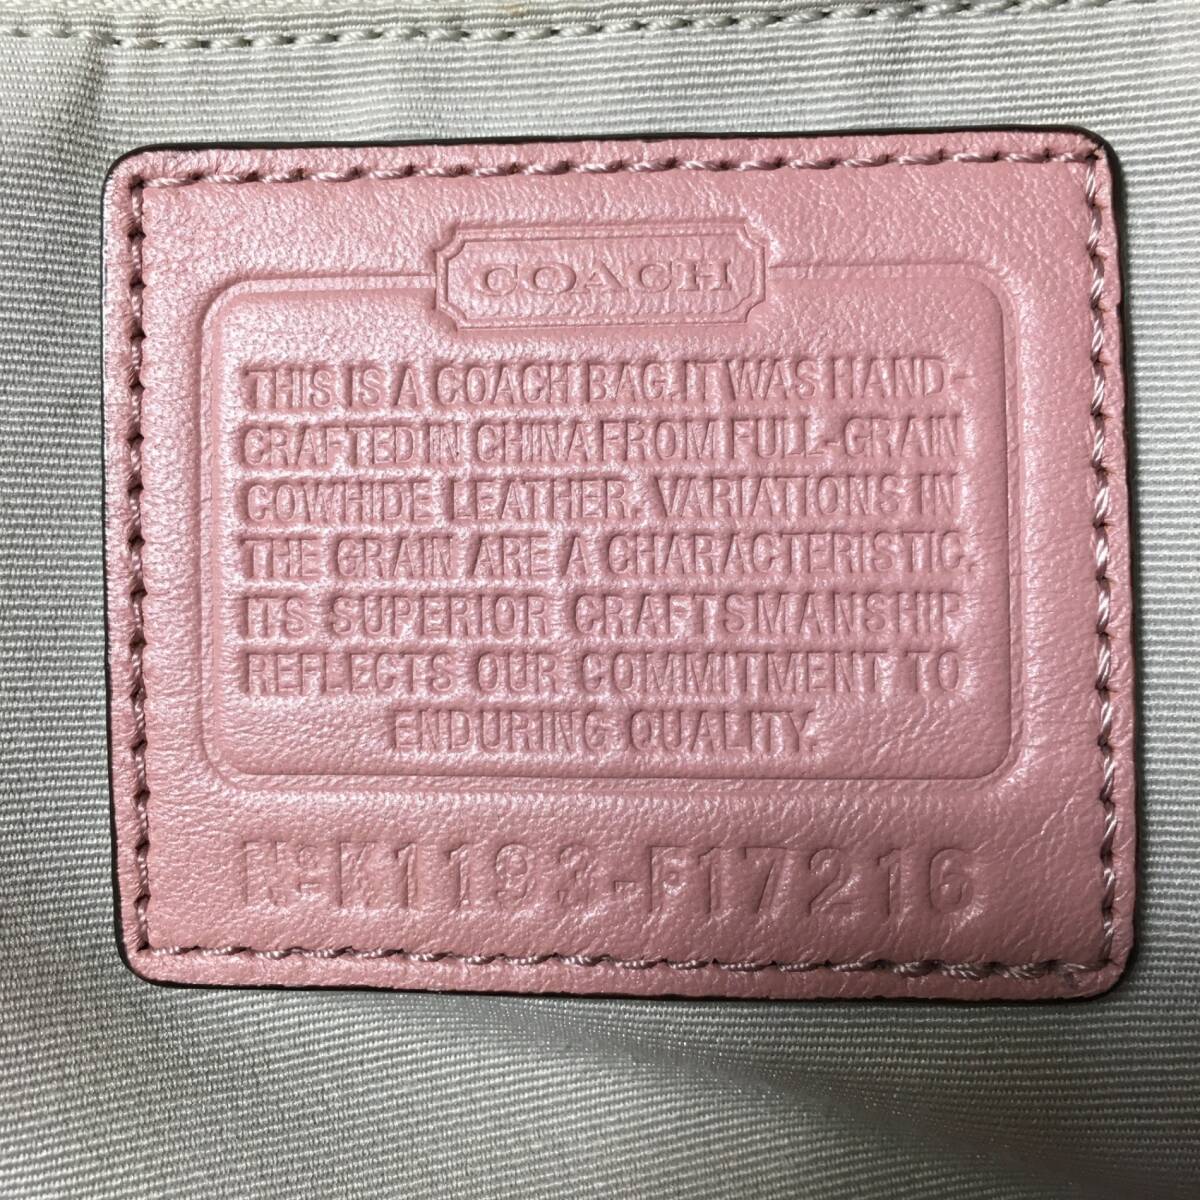 COACH
THIS IS A COACH BAG.IT WAS HAND-
CRAFTED IN CHINA FROM FULL-GRAIN
COWHIDE LEATHER. VARIATIONS IN
THE GRAIN ARE A CHARACTERISTIC.
ITS SUPERIOR CRAFTSMANSHIP
REFLECTS OUR COMMITMENT TO
ENDURING QUALITY.
Nº K1193-F17216